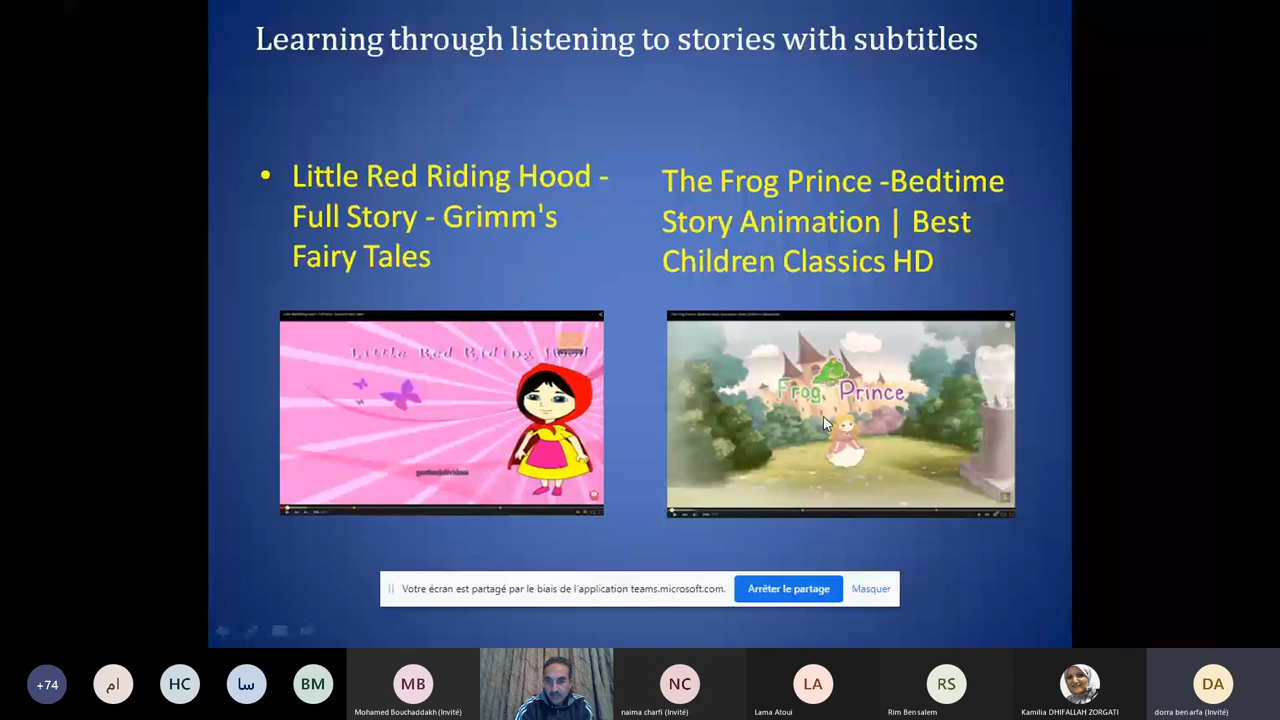 Learning through listening to stories with subtitles
• Little Red Riding Hood -
Full Story - Grimm's
Fairy Tales
The Frog Prince -Bedtime
Story Animation | Best
Children Classics HD
Little Red Riding Hood
Frog Prince
Votre écran est partagé par le biais de l'application teams.microsoft.com.
Arrêter le partage
Masquer
+74
ام
HC
سا
BM
MB
NC
LA
RS
DA
Mohamed Bouchaddakh (Invité)
naima charfi (Invité)
Lama Atoui
Rim Ben salem
Kamilia DHIFALLAH ZORGATI
dorra ben arfa (Invité)